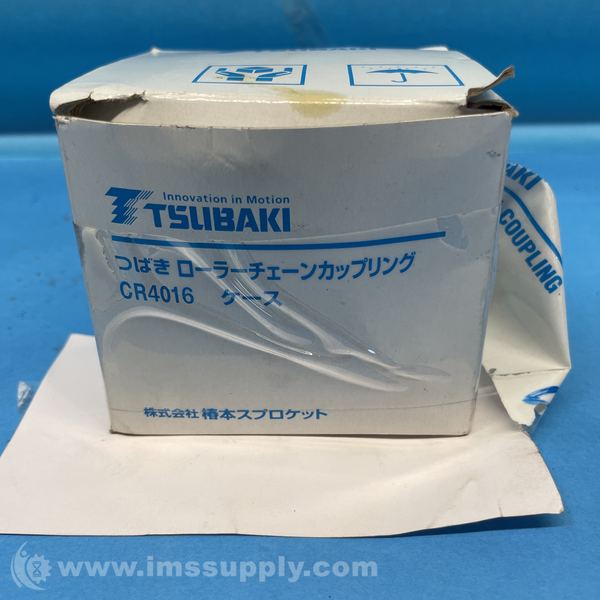 Innovation in Motion
TSUBAKI
つばき ローラーチェーンカップリング
CR4016 ケース
株式会社 椿本スプロケット
COUPLING
www.imssupply.com